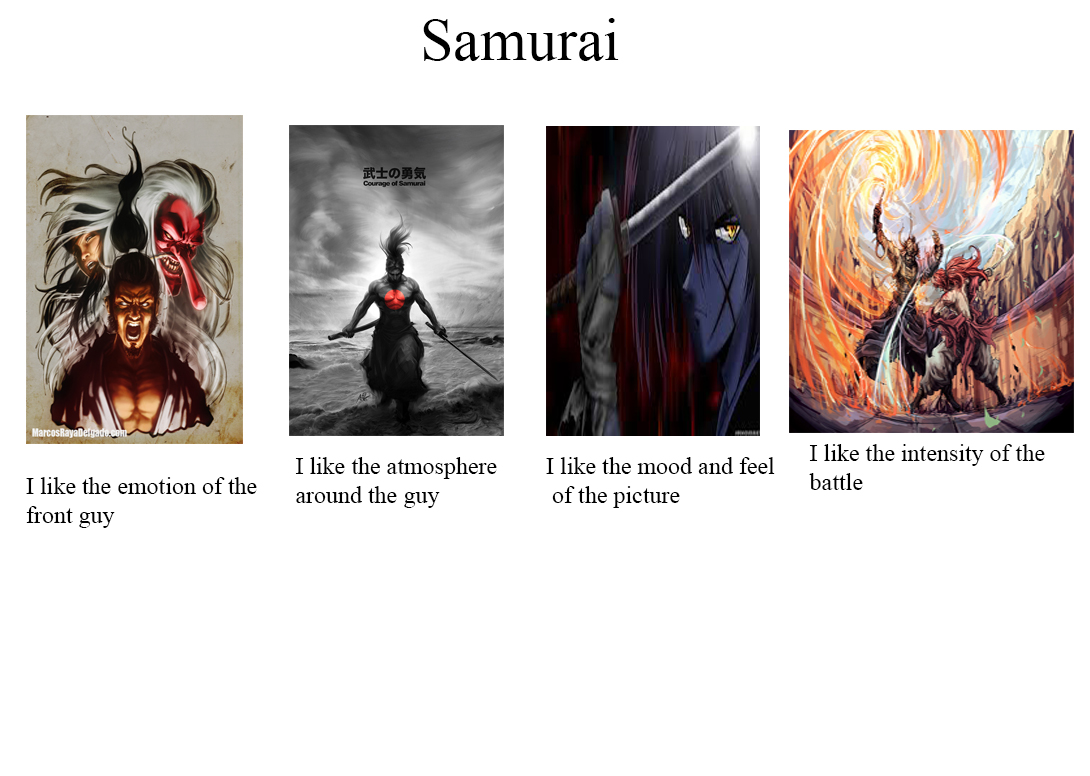 Samurai
武士の勇気
Courage of Samurai
MarcosRayaDelgado.com
I like the emotion of the
front guy
I like the atmosphere
around the guy
I like the mood and feel
of the picture
I like the intensity of the
battle